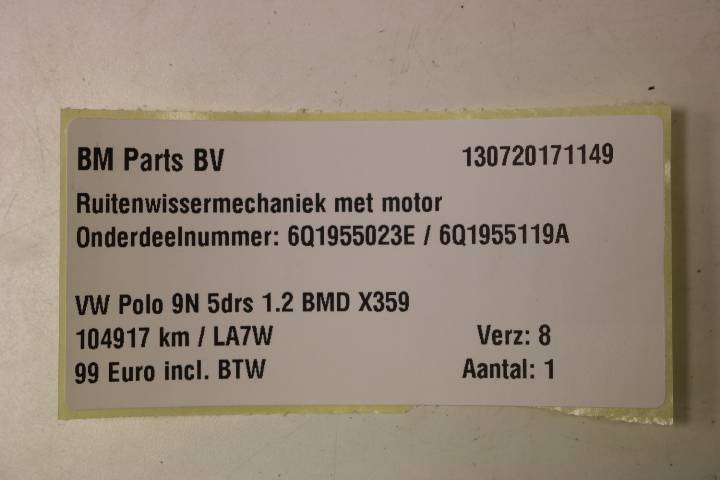 BM Parts BV 130720171149
Ruitenwissermechaniek met motor
Onderdeelnummer: 6Q1955023E / 6Q1955119A
VW Polo 9N 5drs 1.2 BMD X359
104917 km / LA7W Verz: 8
99 Euro incl. BTW Aantal: 1